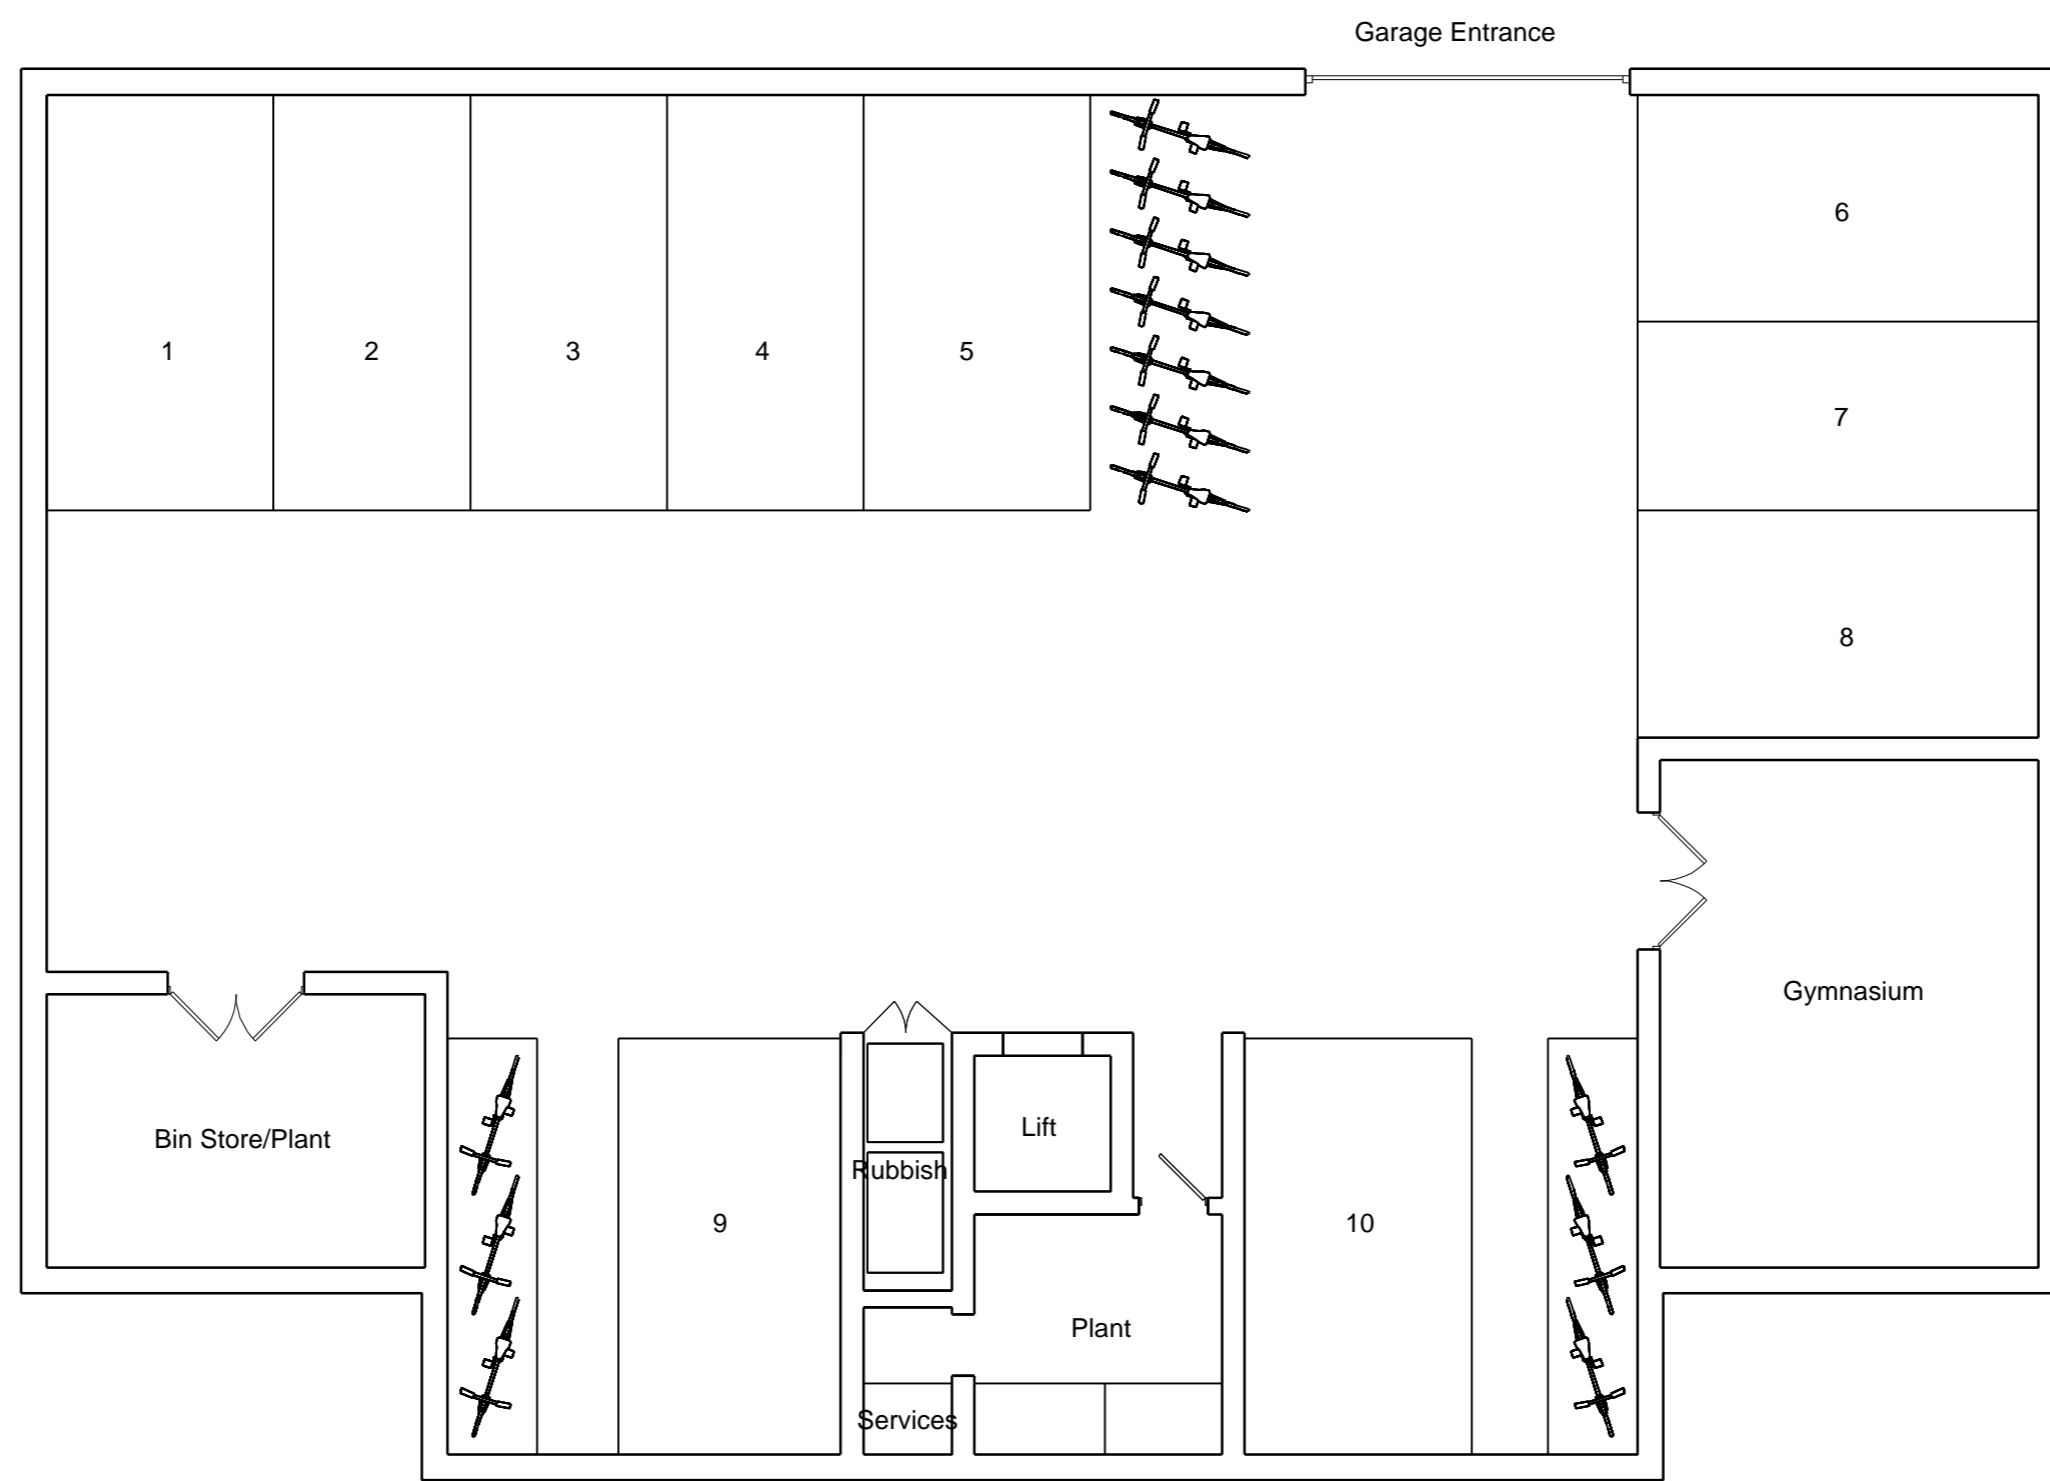 Garage Entrance
6
1
2
3
4
5
7
8
Gymnasium
Bin Store/Plant
Lift
Rubbish
9
10
Plant
Services